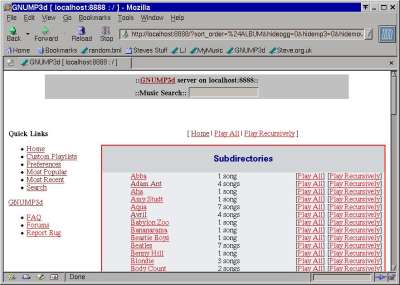 GNUMP3d [ localhost:8888 : / ] - Mozilla
File Edit View Go Bookmarks Tools Window Help
Back Forward Reload Stop http://localhost:8888/?sort_order=%24ALBUM&hideogg=0&hidemp3=0&hidemov
Home Bookmarks random.bml Steves Stuff LJ MyMusic GNUMP3d Steve.org.uk
GNUMP3d [ localhost:8888 : / ]
::GNUMP3d server on localhost:8888::
::Music Search::
Quick Links
[ Home | Play All | Play Recursively ]
Home
Custom Playlists
Preferences
Most Popular
Most Recent
Search
GNUMP3d
FAQ
Forums
Report Bug
Subdirectories
Abba 1 song [Play All] [Play Recursively]
Adam Ant 4 songs [Play All] [Play Recursively]
Aha 1 song [Play All] [Play Recursively]
Amy Studt 1 song [Play All] [Play Recursively]
Aqua 7 songs [Play All] [Play Recursively]
Avril 4 songs [Play All] [Play Recursively]
Babylon Zoo 1 song [Play All] [Play Recursively]
Bananarama 1 song [Play All] [Play Recursively]
Beastie Boys 1 song [Play All] [Play Recursively]
Beatles 7 songs [Play All] [Play Recursively]
Benny Hill 1 song [Play All] [Play Recursively]
Blondie 3 songs [Play All] [Play Recursively]
Body Count 2 songs [Play All] [Play Recursively]
Done